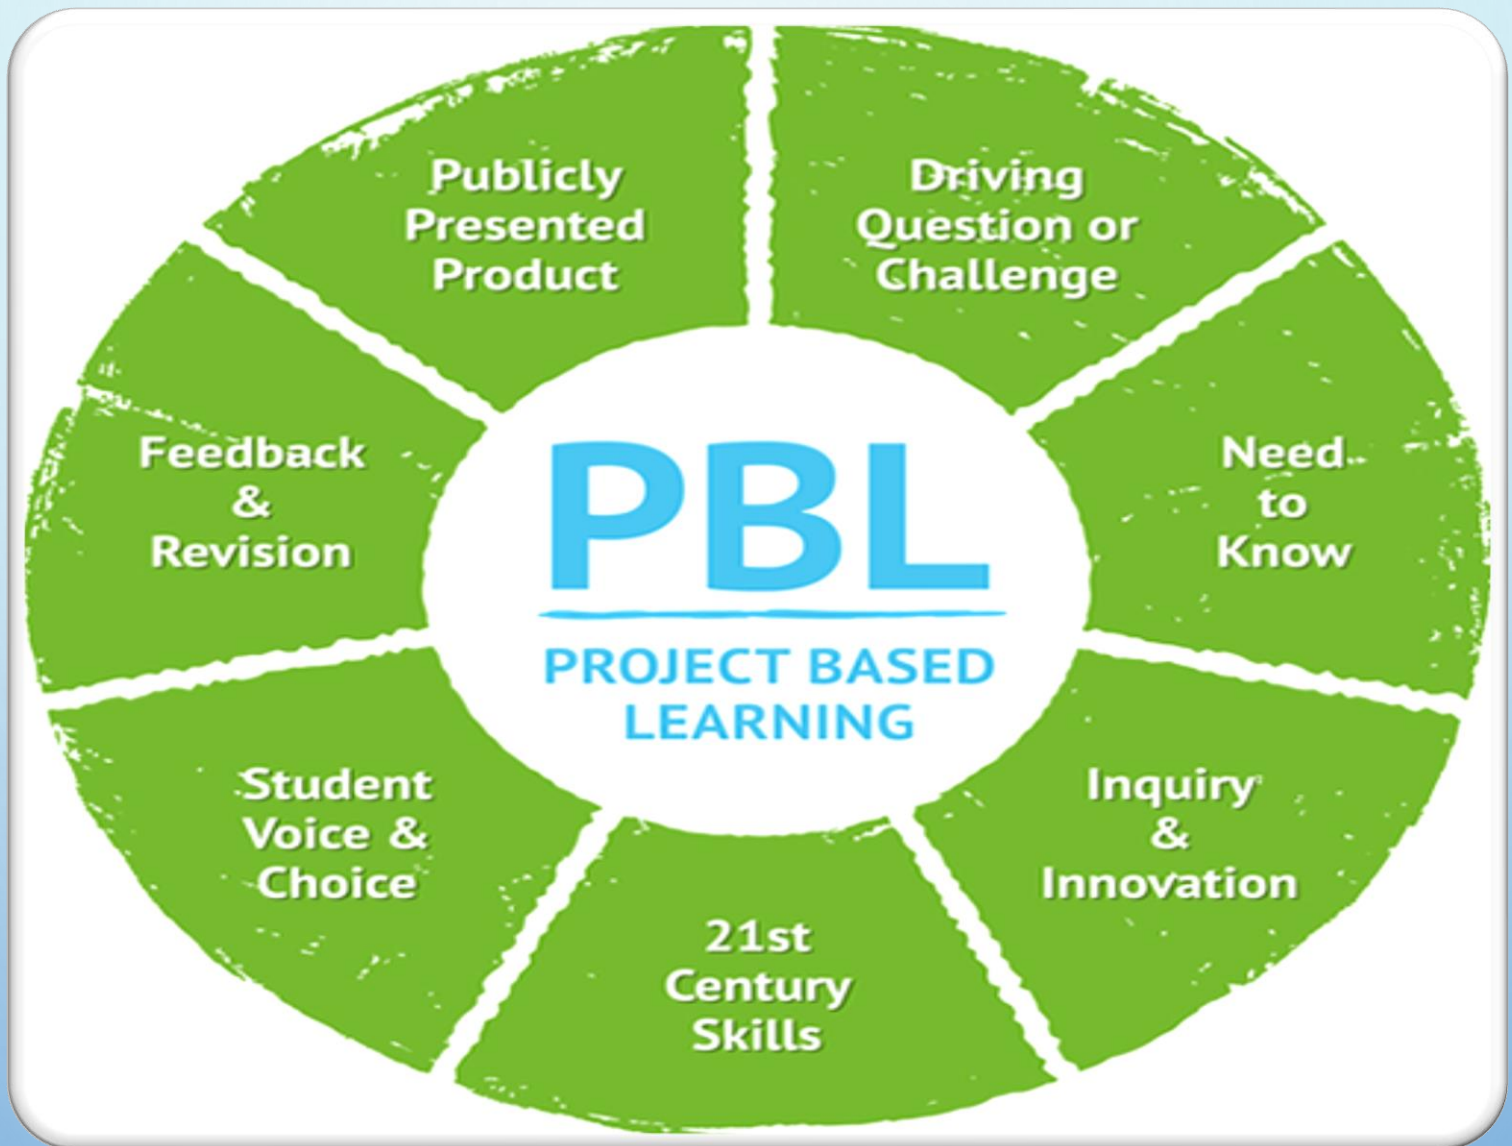 Publicly
Presented
Product
Driving
Question or
Challenge
Need
to
Know
Inquiry
&
Innovation
21st
Century
Skills
Student
Voice &
Choice
Feedback
&
Revision
PBL
PROJECT BASED
LEARNING